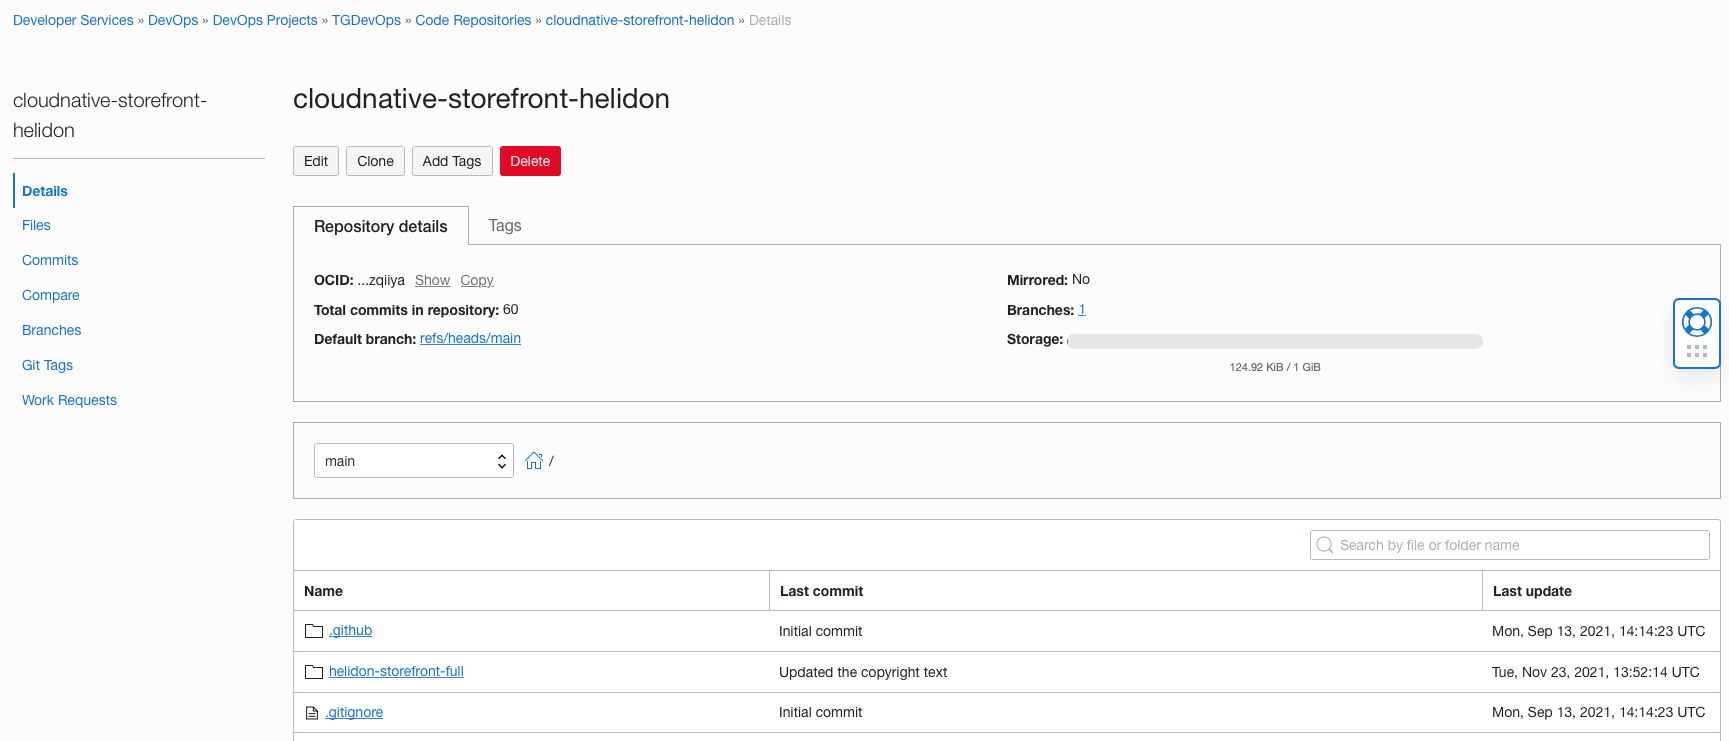 Developer Services » DevOps » DevOps Projects » TGDevOps » Code Repositories » cloudnative-storefront-helidon » Details
cloudnative-storefront-
helidon
Details
Files
Commits
Compare
Branches
Git Tags
Work Requests
cloudnative-storefront-helidon
Edit Clone Add Tags Delete
Repository details Tags
OCID: ...zqiiya Show Copy
Total commits in repository: 60
Default branch: refs/heads/main
Mirrored: No
Branches: 1
Storage:
124.92 KiB / 1 GiB
main /
Search by file or folder name
Name Last commit Last update
.github Initial commit Mon, Sep 13, 2021, 14:14:23 UTC
helidon-storefront-full Updated the copyright text Tue, Nov 23, 2021, 13:52:14 UTC
.gitignore Initial commit Mon, Sep 13, 2021, 14:14:23 UTC